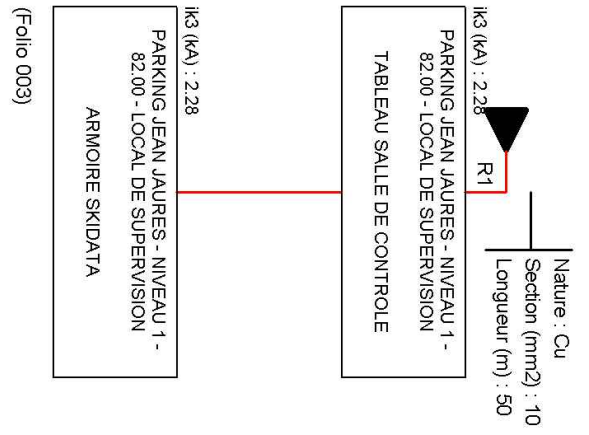 Nature : Cu
Section (mm2) : 10
Longueur (m) : 50
R1
ik3 (kA) : 2.28
PARKING JEAN JAURES - NIVEAU 1 -
82.00 - LOCAL DE SUPERVISION
TABLEAU SALLE DE CONTROLE
ik3 (kA) : 2.28
PARKING JEAN JAURES - NIVEAU 1 -
82.00 - LOCAL DE SUPERVISION
ARMOIRE SKIDATA
(Folio 003)